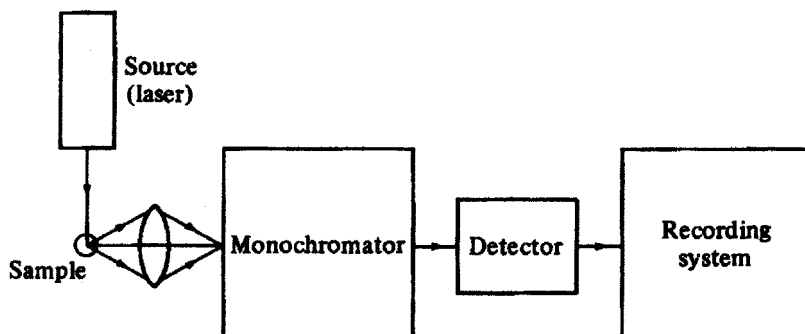 Source
(laser)
Sample
Monochromator
Detector
Recording
system